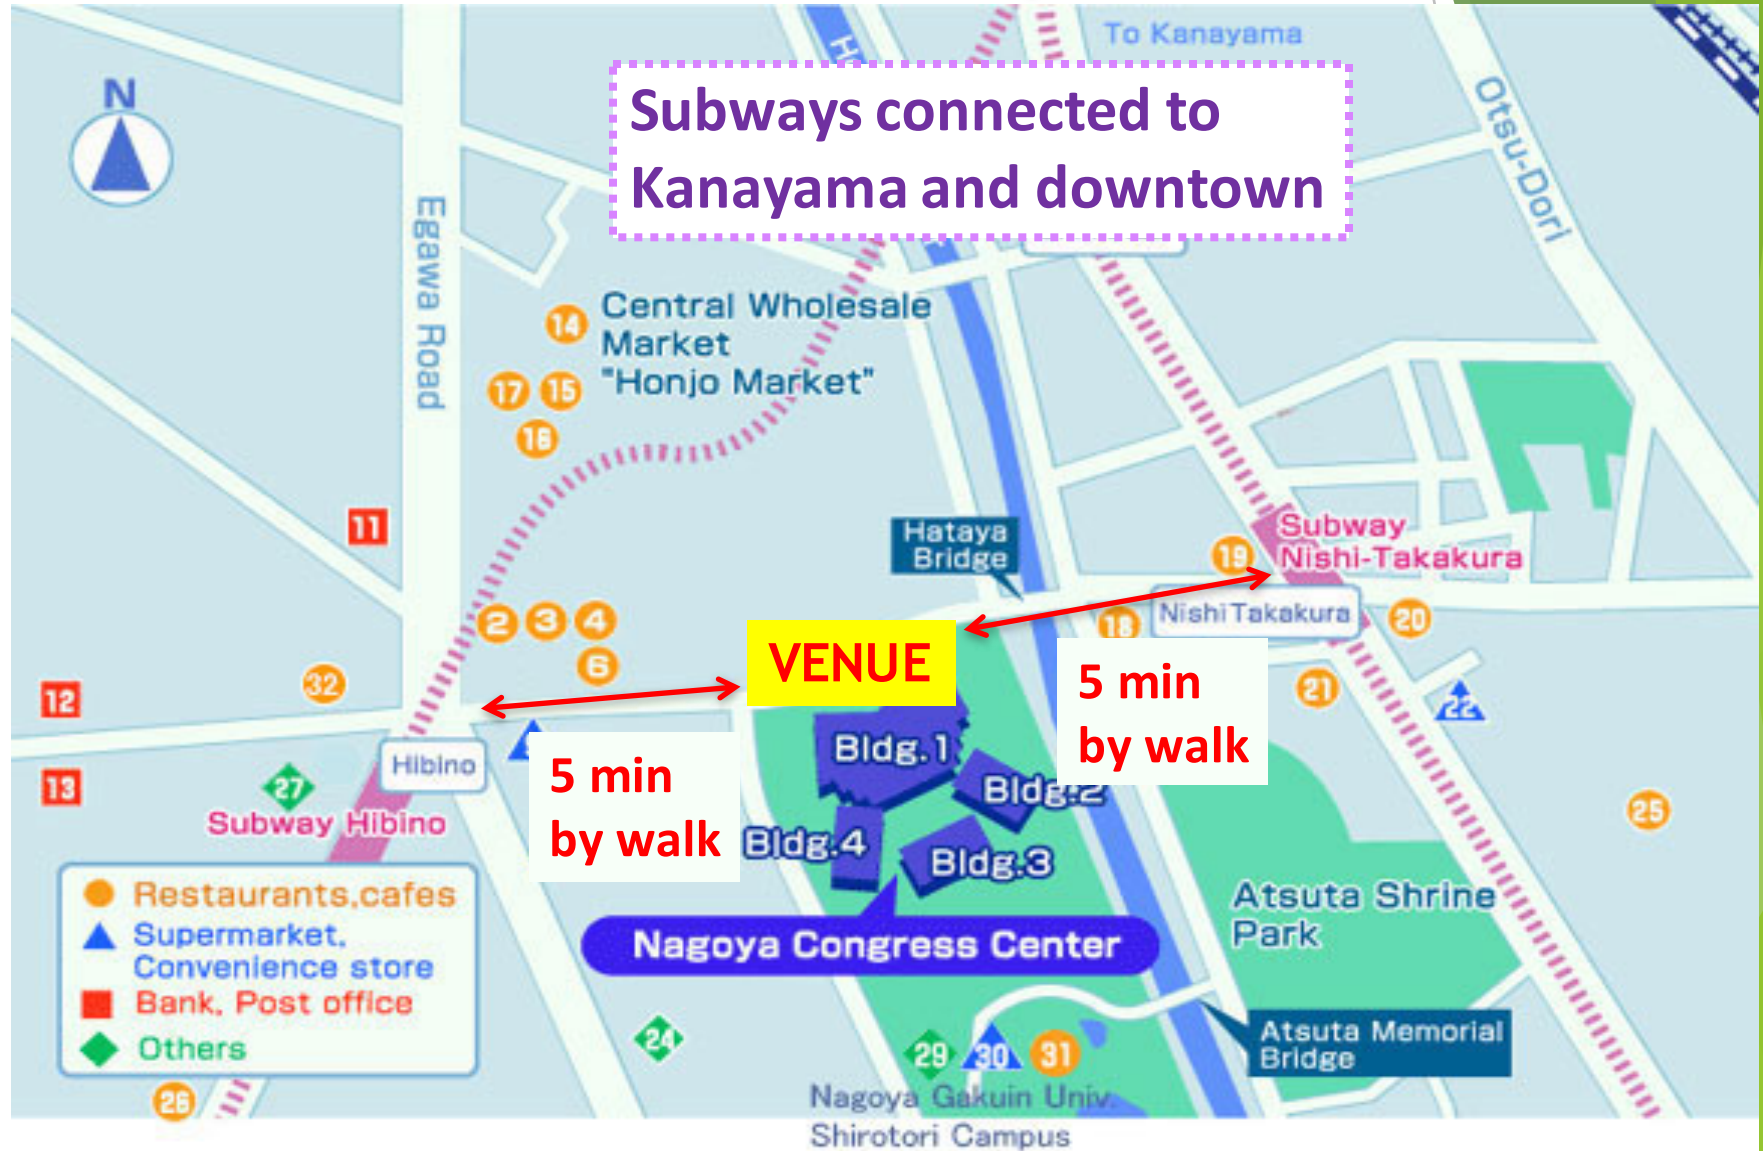 To Kanayama
N
H
Subways connected to
Kanayama and downtown
Otsu-Dori
Egawa Road
14
Central Wholesale
Market
"Honjo Market"
17
15
16
11
Hataya
Bridge
Subway
Nishi-Takakura
19
2
3
4
6
18
Nishi Takakura
20
VENUE
32
12
5 min
by walk
21
22
Bldg.1
Bldg.2
Hibino
13
27
Subway Hibino
5 min
by walk
25
Bldg.4
Bldg.3
Restaurants,cafes
Supermarket,
Convenience store
Bank, Post office
Others
Nagoya Congress Center
Atsuta Shrine
Park
24
29
30
31
Atsuta Memorial
Bridge
26
Nagoya Gakuin Univ.
Shirotori Campus